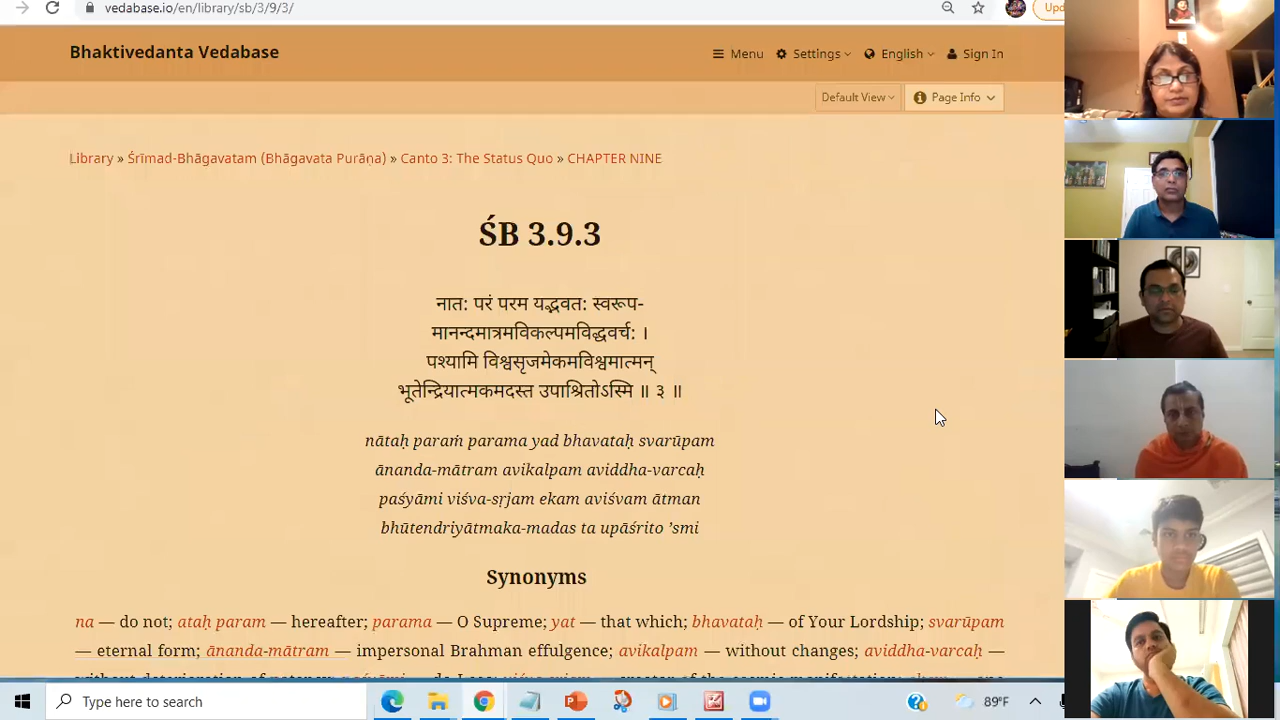 vedabase.io/en/library/sb/3/9/3/
Bhaktivedanta Vedabase
Menu Settings English Sign In
Default View Page Info
Library » Śrīmad-Bhāgavatam (Bhāgavata Purāṇa) » Canto 3: The Status Quo » CHAPTER NINE
ŚB 3.9.3
नात: परं परम यद्भवत: स्वरूप-
मानन्दमात्रमविकल्पमविद्धवर्च: ।
पश्यामि विश्वसृजमेकमविश्वमात्मन्
भूतेन्द्रियात्मकमदस्त उपाश्रितोऽस्मि ॥ ३ ॥
nātaḥ paraṁ parama yad bhavataḥ svarūpam
ānanda-mātram avikalpam aviddha-varcaḥ
paśyāmi viśva-sṛjam ekam aviśvam ātman
bhūtendriyātmaka-madas ta upāśrito ’smi
Synonyms
na — do not; ataḥ param — hereafter; parama — O Supreme; yat — that which; bhavataḥ — of Your Lordship; svarūpam
— eternal form; ānanda-mātram — impersonal Brahman effulgence; avikalpam — without changes; aviddha-varcaḥ —
Type here to search
89°F